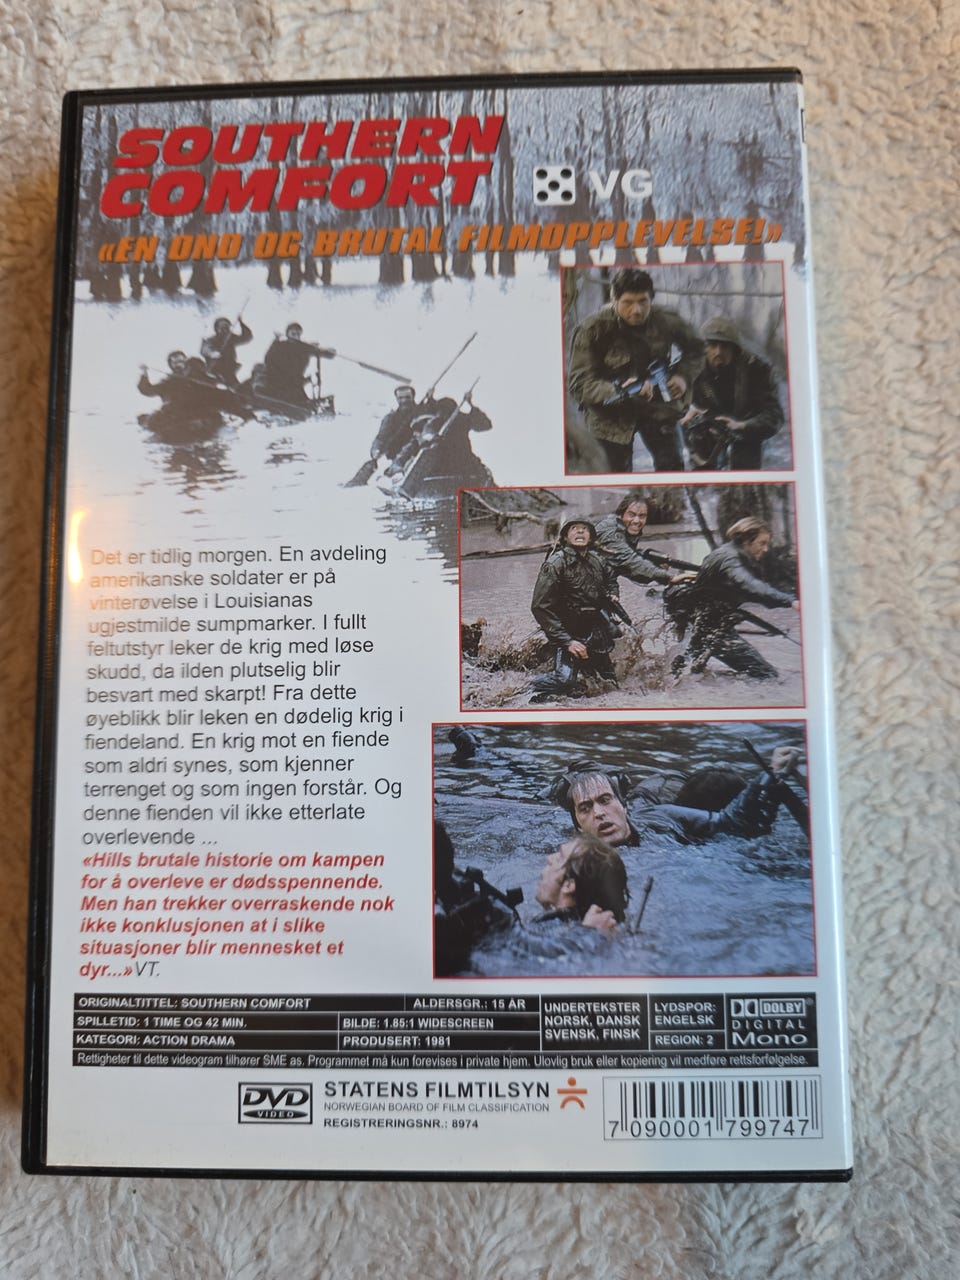 SOUTHERN
COMFORT
VG
«EN OND OG BRUTAL FILMOPPLEVELSE!»
Det er tidlig morgen. En avdeling
amerikanske soldater er på
vinterøvelse i Louisianas
ugjestmilde sumpmarker. I fullt
feltutstyr leker de krig med løse
skudd, da ilden plutselig blir
besvart med skarpt! Fra dette
øyeblikk blir leken en dødelig krig i
fiendeland. En krig mot en fiende
som aldri synes, som kjenner
terrenget og som ingen forstår. Og
denne fienden vil ikke etterlate
overlevende ...
«Hills brutale historie om kampen
for å overleve er dødsspennende.
Men han trekker overraskende nok
ikke konklusjonen at i slike
situasjoner blir mennesket et
dyr...»VT.
ORIGINALTITTEL: SOUTHERN COMFORT
ALDERSGR.: 15 ÅR
SPILLETID: 1 TIME OG 42 MIN.
BILDE: 1.85:1 WIDESCREEN
KATEGORI: ACTION DRAMA
PRODUSERT: 1981
UNDERTEKSTER
NORSK, DANSK
SVENSK, FINSK
LYDSPOR:
ENGELSK
REGION: 2
DOLBY
DIGITAL
Mono
Rettigheter til dette videogram tilhører SME as. Programmet må kun forevises i private hjem. Ulovlig bruk eller kopiering vil medføre rettsforfølgelse.
DVD
VIDEO
STATENS FILMTILSYN
NORWEGIAN BOARD OF FILM CLASSIFICATION
REGISTRERINGSNR.: 8974
7 090001 799747